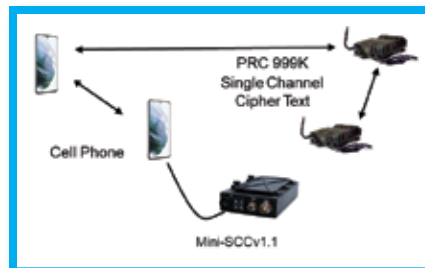 PRC 999K
Single Channel
Cipher Text
Cell Phone
Mini-SCCv1.1